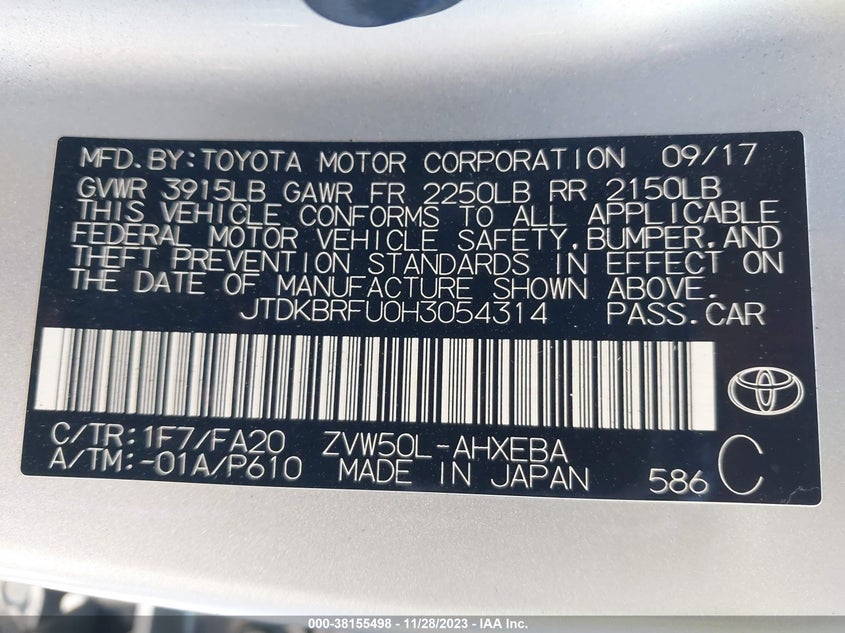 MFD.BY:TOYOTA MOTOR CORPORATION 09/17
GVWR 3915LB GAWR FR 2250LB RR 2150LB
THIS VEHICLE CONFORMS TO ALL APPLICABLE
FEDERAL MOTOR VEHICLE SAFETY,BUMPER,AND
THEFT PREVENTION STANDARDS IN EFFECT ON
THE DATE OF MANUFACTURE SHOWN ABOVE.
JTDKBRFU0H3054314 PASS.CAR
C/TR:1F7/FA20 ZVW50L-AHXEBA
A/TM:-01A/P610 MADE IN JAPAN 586 C
000-38155498 - 11/28/2023 - IAA Inc.